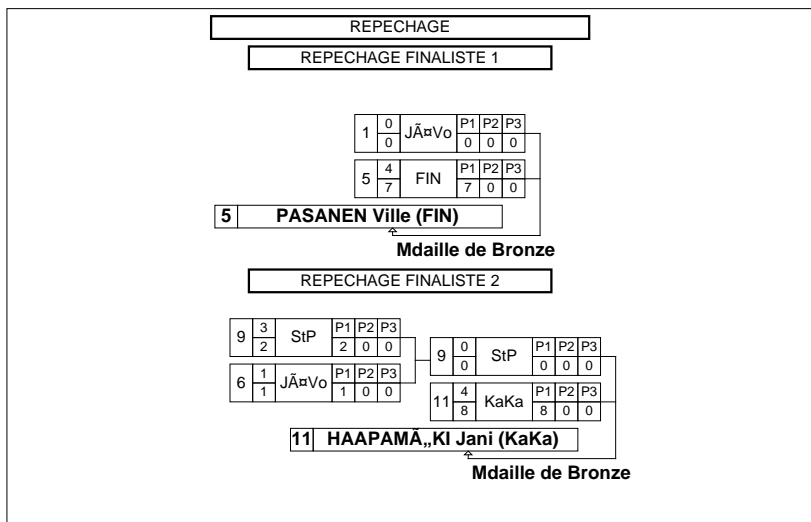 REPECHAGE
REPECHAGE FINALISTE 1
1 0 JÃ¤Vo P1 P2 P3
0 0 0 0
5 4 FIN P1 P2 P3
7 7 0 0
5 PASANEN Ville (FIN)
Mdaille de Bronze
REPECHAGE FINALISTE 2
9 3 StP P1 P2 P3
2 2 0 0
9 0 StP P1 P2 P3
0 0 0 0
6 1 JÃ¤Vo P1 P2 P3
1 1 0 0
11 4 KaKa P1 P2 P3
8 8 0 0
11 HAAPAMÃ„KI Jani (KaKa)
Mdaille de Bronze